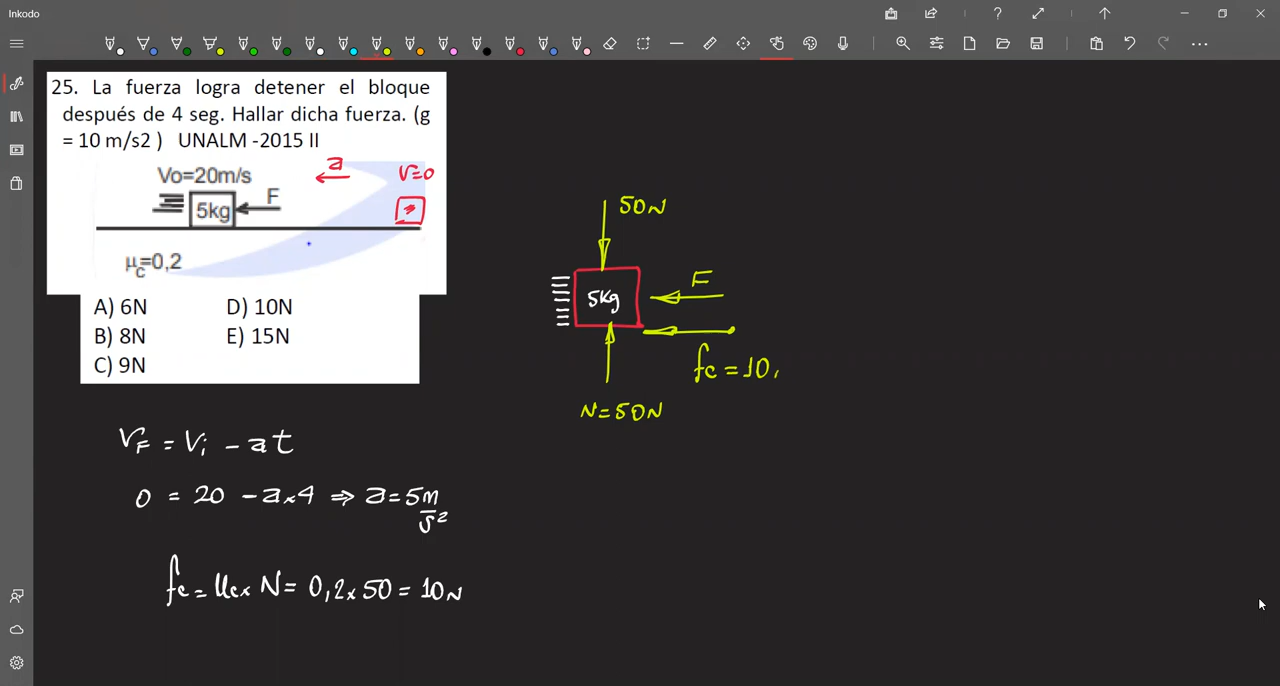 Inkodo
25. La fuerza logra detener el bloque
después de 4 seg. Hallar dicha fuerza. (g
= 10 m/s2 ) UNALM -2015 II
a
V=0
Vo=20m/s
F
5kg
μc=0,2
A) 6N
D) 10N
B) 8N
E) 15N
C) 9N
50N
F
5Kg
fc = 10
N=50N
VF = Vi - at
0 = 20 - a×4 ⇒ a = 5m/s²
fc = μc× N = 0,2×50 = 10N